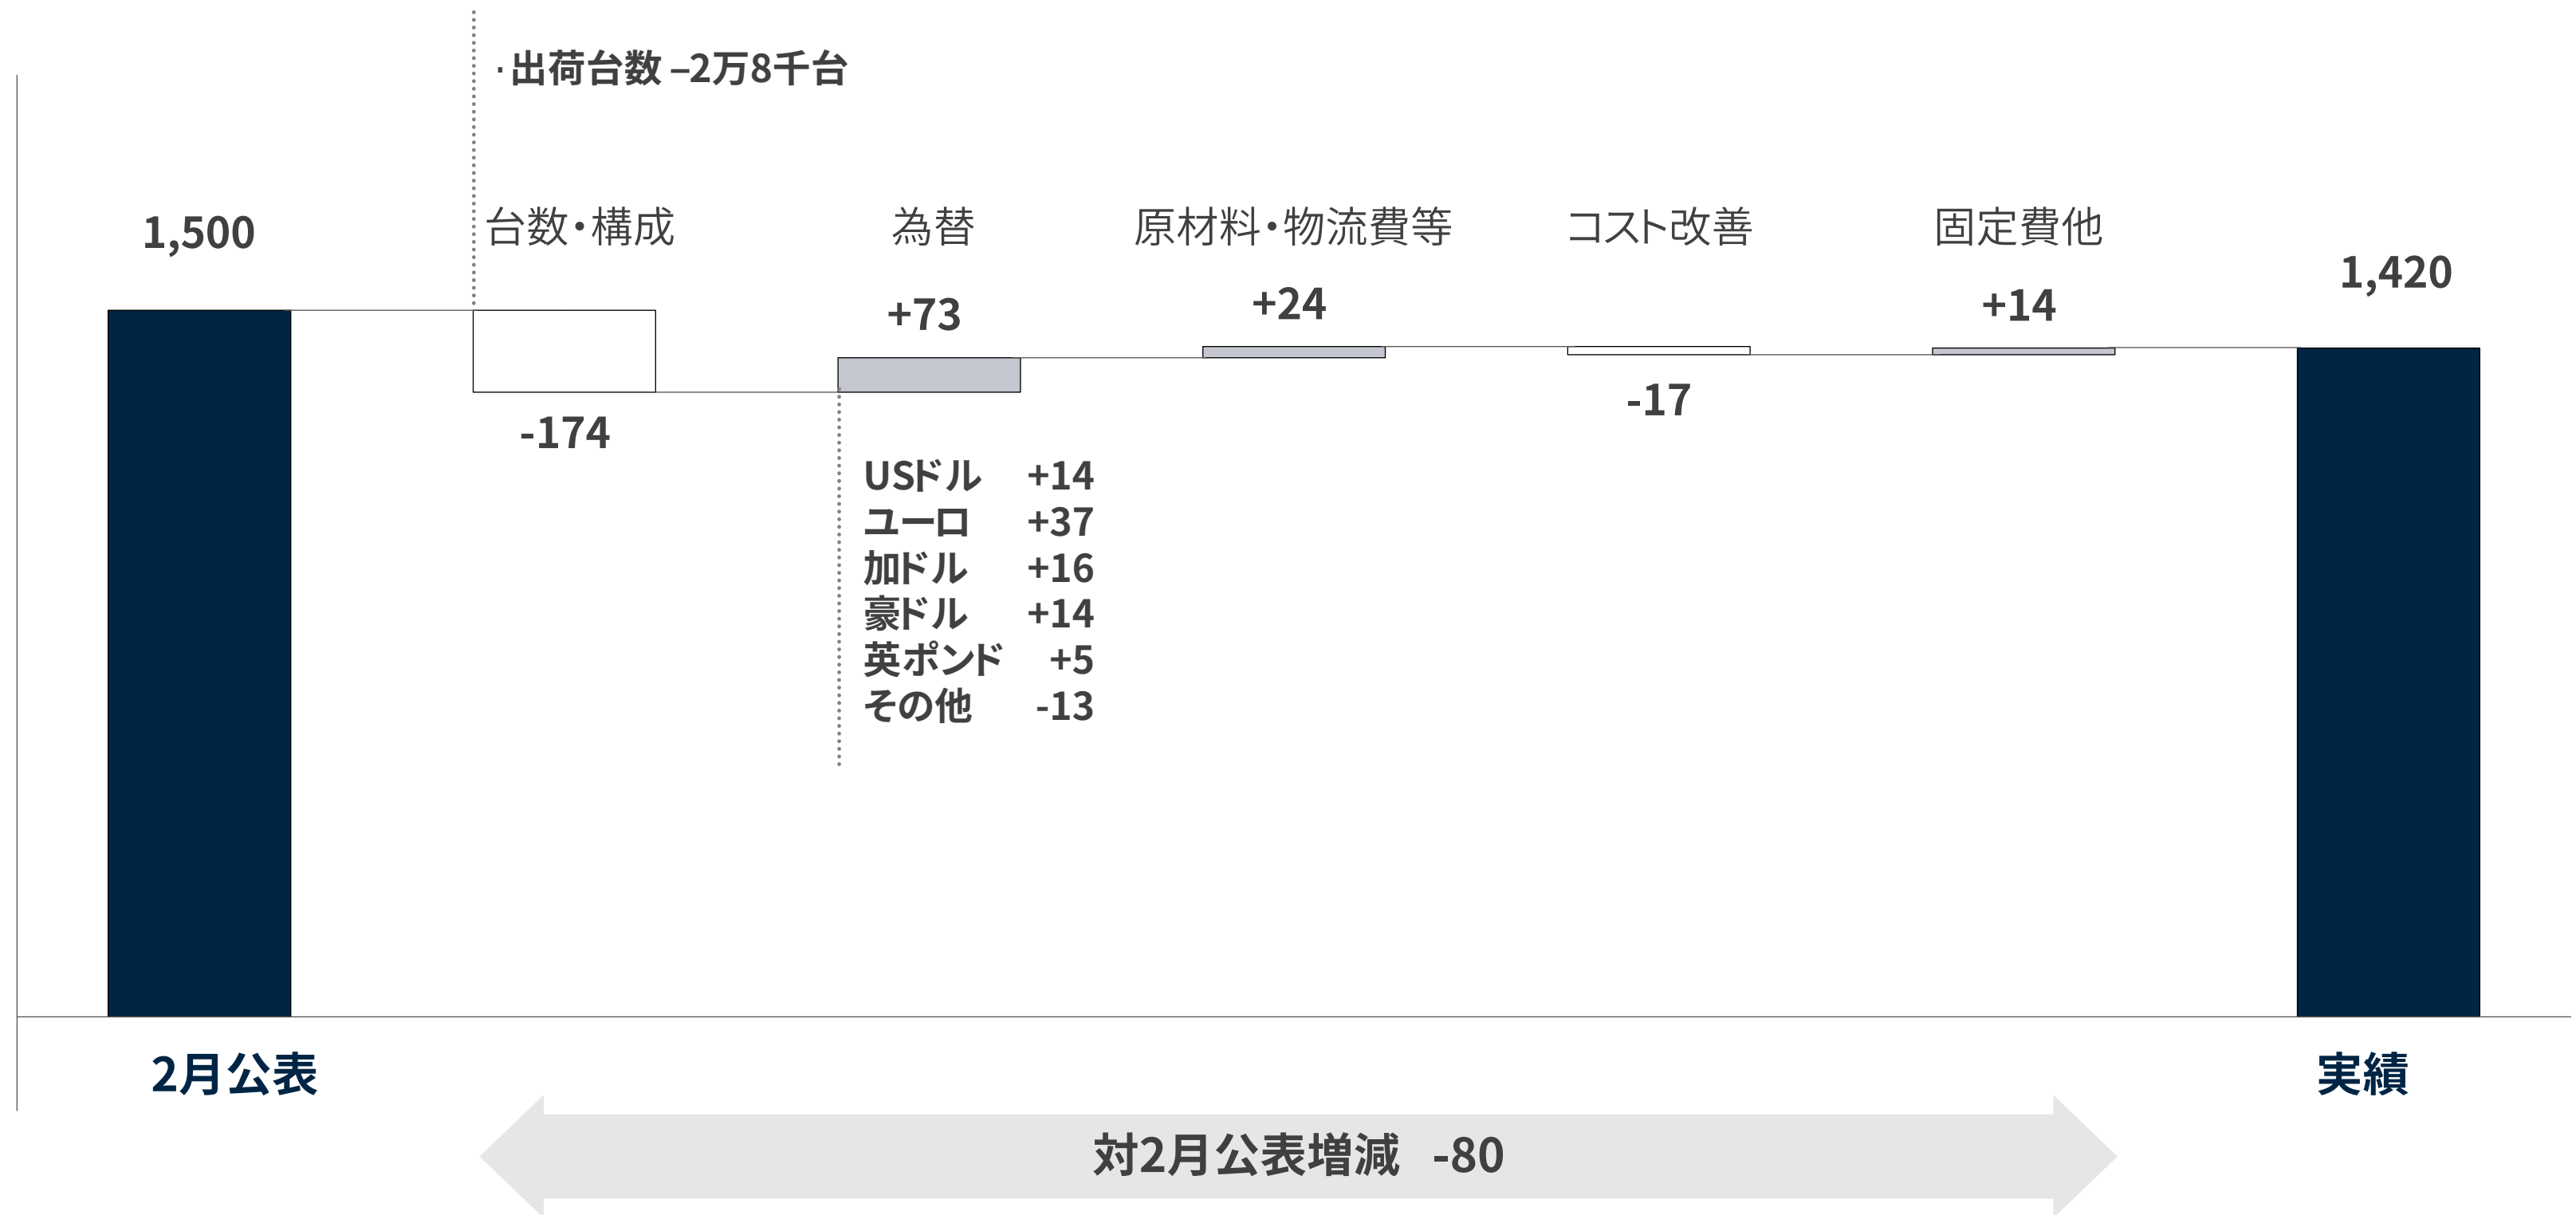 · 出荷台数 –2万8千台
1,500
台数・構成
為替
原材料・物流費等
コスト改善
固定費他
1,420
-174
+73
+24
-17
+14
USドル +14
ユーロ +37
加ドル +16
豪ドル +14
英ポンド +5
その他 -13
2月公表
実績
対2月公表増減 -80